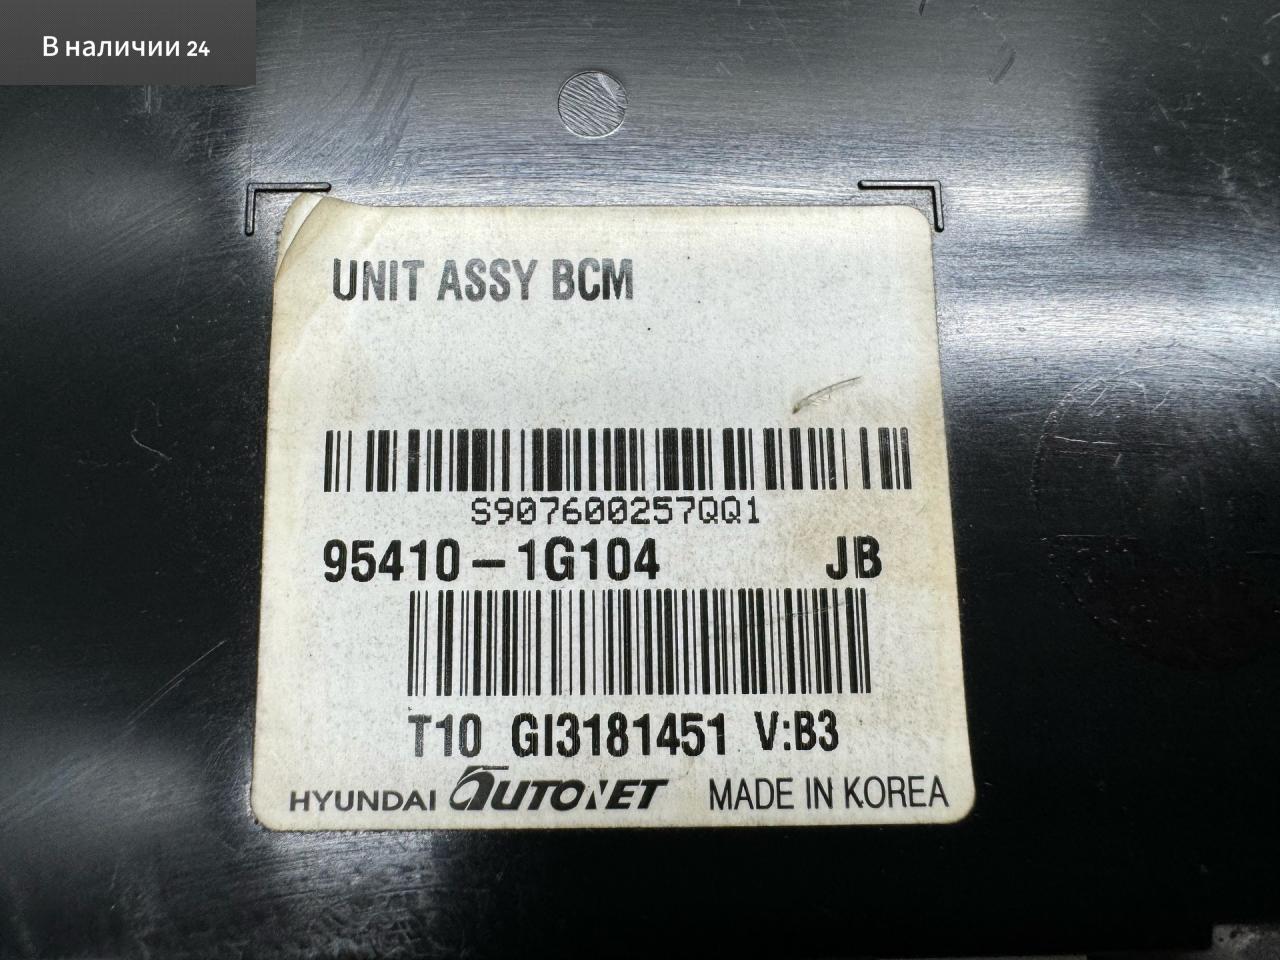 В наличии 24
UNIT ASSY BCM
S907600257QQ1
95410-1G104 JB
T10 GI3181451 V:B3
HYUNDAI AUTONET MADE IN KOREA